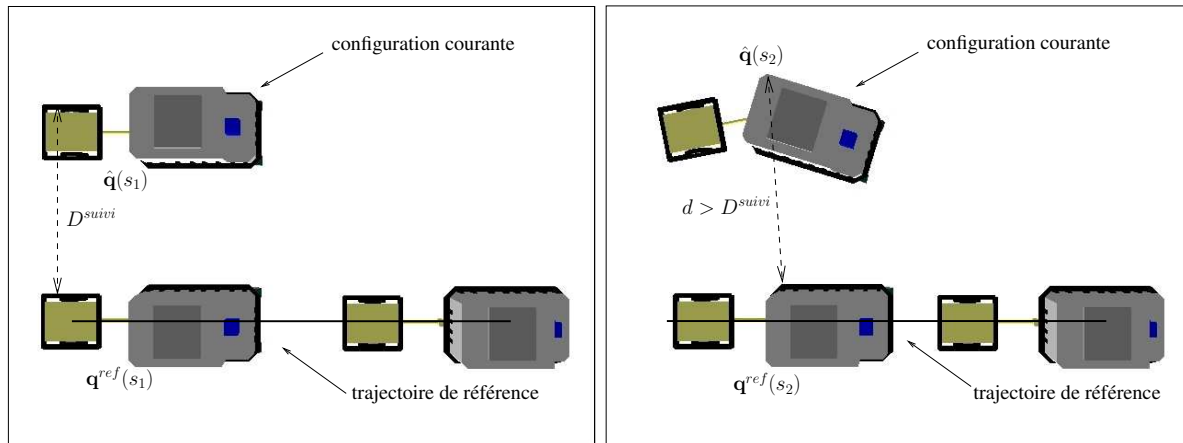 configuration courante
q̂(s₁)
D^{suivi}
q^{ref}(s₁)
trajectoire de référence
configuration courante
q̂(s₂)
d > D^{suivi}
q^{ref}(s₂)
trajectoire de référence